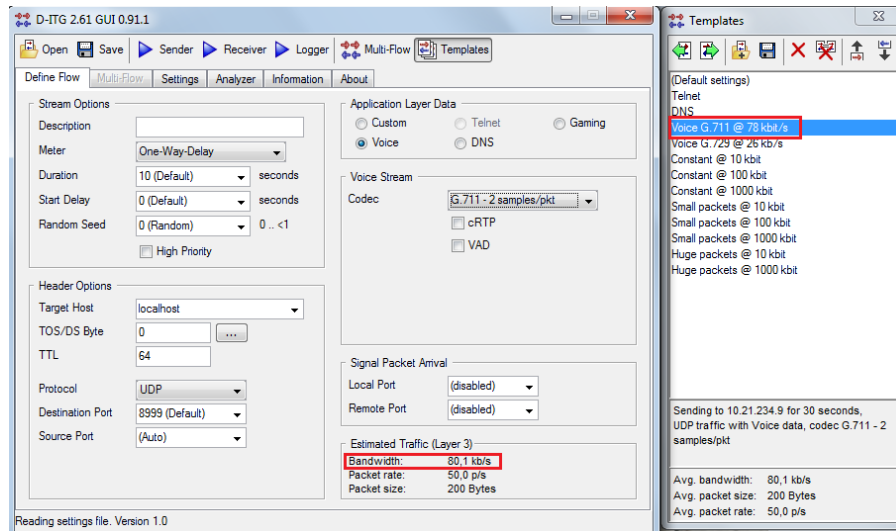 D-ITG 2.61 GUI 0.91.1
Open Save Sender Receiver Logger Multi-Flow Templates
Define Flow Multi-Flow Settings Analyzer Information About
Stream Options
Description
Meter One-Way-Delay
Duration 10 (Default) seconds
Start Delay 0 (Default) seconds
Random Seed 0 (Random) 0 .. <1
High Priority
Header Options
Target Host localhost
TOS/DS Byte 0 ...
TTL 64
Protocol UDP
Destination Port 8999 (Default)
Source Port (Auto)
Application Layer Data
Custom Telnet Gaming
Voice DNS
Voice Stream
Codec G.711 - 2 samples/pkt
cRTP
VAD
Signal Packet Arrival
Local Port (disabled)
Remote Port (disabled)
Estimated Traffic (Layer 3)
Bandwidth: 80,1 kb/s
Packet rate: 50,0 p/s
Packet size: 200 Bytes
Reading settings file. Version 1.0
Templates
(Default settings)
Telnet
DNS
Voice G.711 @ 78 kbit/s
Voice G.729 @ 26 kb/s
Constant @ 10 kbit
Constant @ 100 kbit
Constant @ 1000 kbit
Small packets @ 10 kbit
Small packets @ 100 kbit
Small packets @ 1000 kbit
Huge packets @ 10 kbit
Huge packets @ 1000 kbit
Sending to 10.21.234.9 for 30 seconds,
UDP traffic with Voice data, codec G.711 - 2
samples/pkt
Avg. bandwidth: 80,1 kb/s
Avg. packet size: 200 Bytes
Avg. packet rate: 50,0 p/s